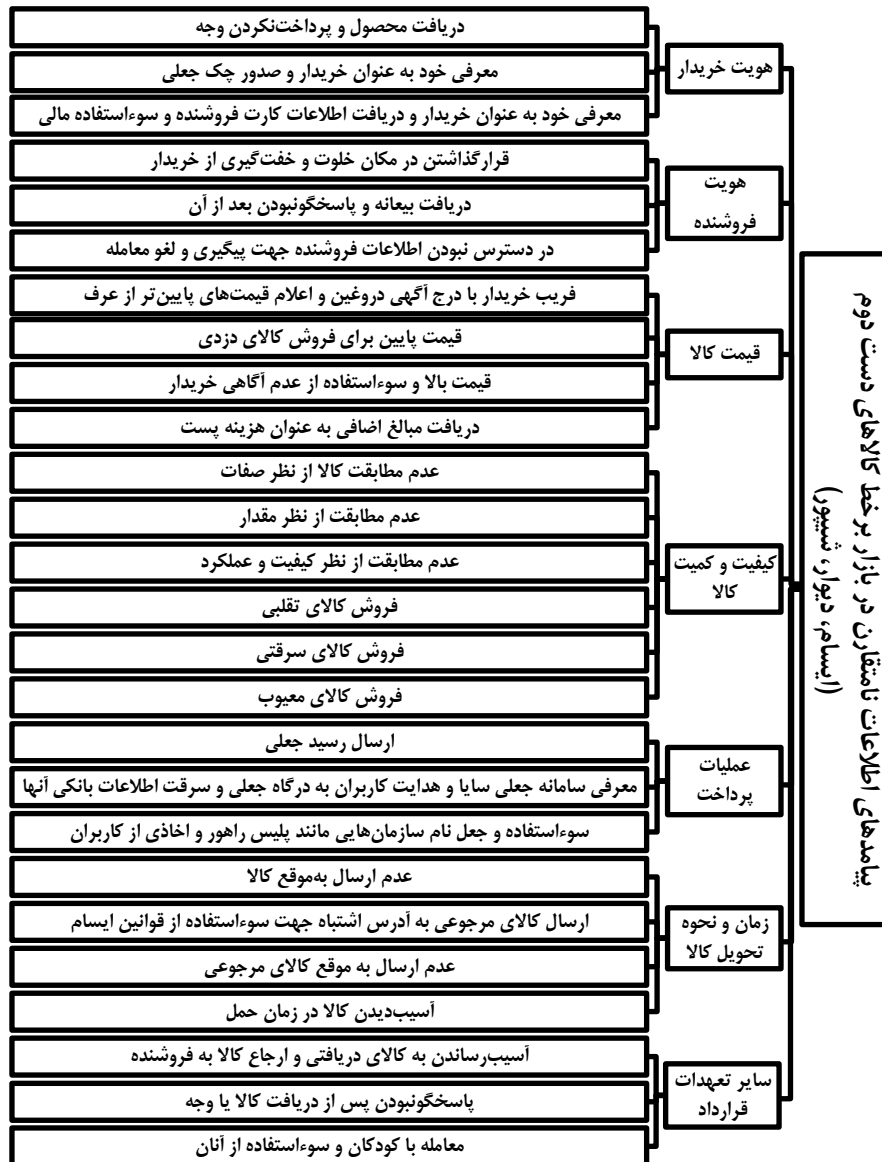 پیامدهای اطلاعات نامتقارن در بازار برخط کالاهای دست دوم
(ایسام، دیوار، شیپور)
هویت خریدار
دریافت محصول و پرداخت‌نکردن وجه
معرفی خود به عنوان خریدار و صدور چک جعلی
معرفی خود به عنوان خریدار و دریافت اطلاعات کارت فروشنده و سوءاستفاده مالی
هویت
فروشنده
قرارگذاشتن در مکان خلوت و خفت‌گیری از خریدار
دریافت بیعانه و پاسخگونبودن بعد از آن
در دسترس نبودن اطلاعات فروشنده جهت پیگیری و لغو معامله
قیمت کالا
فریب خریدار با درج آگهی دروغین و اعلام قیمت‌های پایین‌تر از عرف
قیمت پایین برای فروش کالای دزدی
قیمت بالا و سوءاستفاده از عدم آگاهی خریدار
دریافت مبالغ اضافی به عنوان هزینه پست
کیفیت و کمیت
کالا
عدم مطابقت کالا از نظر صفات
عدم مطابقت از نظر مقدار
عدم مطابقت از نظر کیفیت و عملکرد
فروش کالای تقلبی
فروش کالای سرقتی
فروش کالای معیوب
عملیات
پرداخت
ارسال رسید جعلی
معرفی سامانه جعلی ساپا و هدایت کاربران به درگاه جعلی و سرقت اطلاعات بانکی آنها
سوءاستفاده و جعل نام سازمان‌هایی مانند پلیس راهور و اخاذی از کاربران
زمان و نحوه
تحویل کالا
عدم ارسال به‌موقع کالا
ارسال کالای مرجوعی به آدرس اشتباه جهت سوءاستفاده از قوانین ایسام
عدم ارسال به موقع کالای مرجوعی
آسیب‌دیدن کالا در زمان حمل
سایر تعهدات
قرارداد
آسیب‌رساندن به کالای دریافتی و ارجاع کالا به فروشنده
پاسخگونبودن پس از دریافت کالا یا وجه
معامله با کودکان و سوءاستفاده از آنان